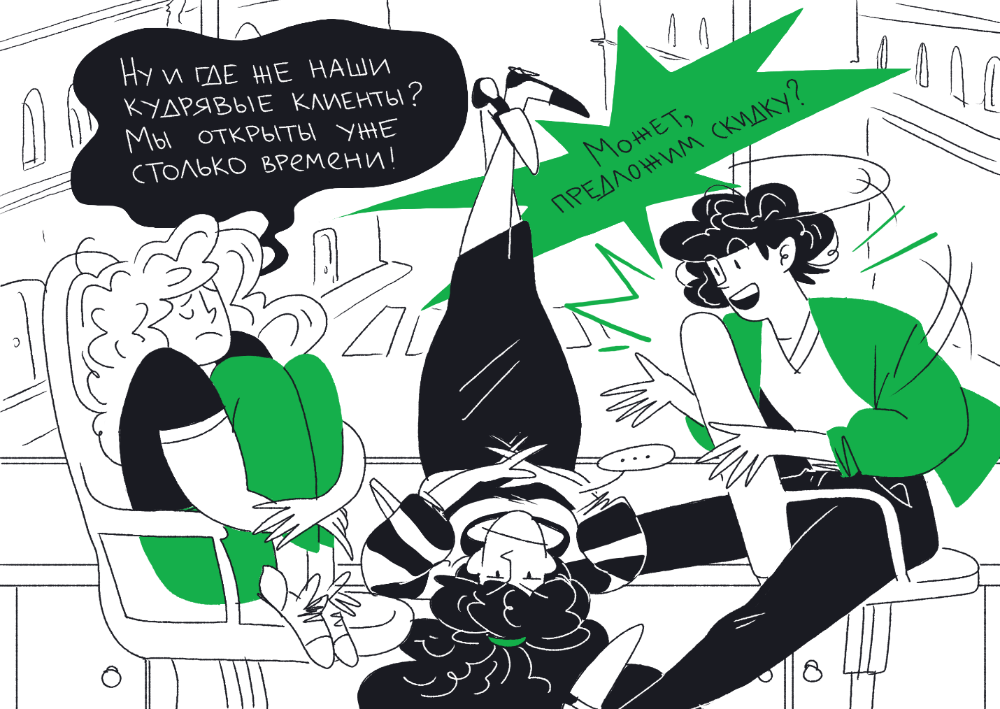 Ну и где же наши
кудрявые клиенты?
Мы открыты уже
столько времени!
Может,
предложим скидку?
...